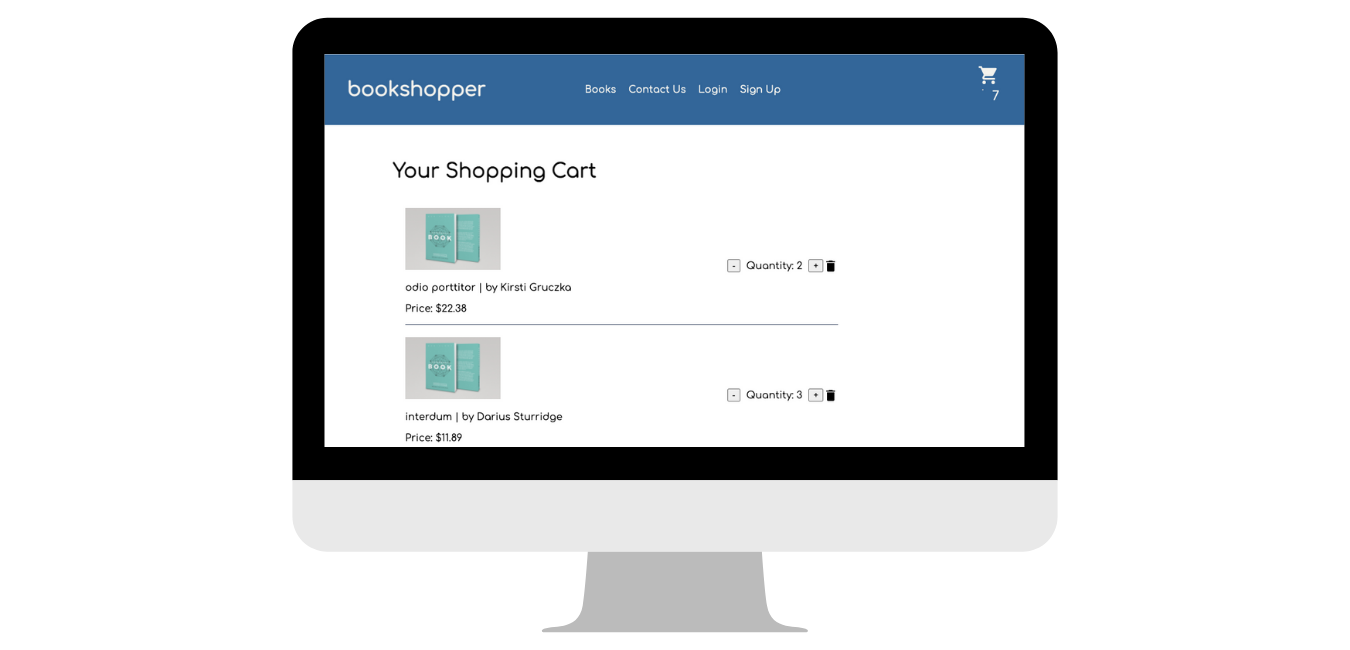 bookshopper
Books Contact Us Login Sign Up
7
Your Shopping Cart
BOOK
- Quantity: 2 +
odio porttitor | by Kirsti Gruczka
Price: $22.38
BOOK
- Quantity: 3 +
interdum | by Darius Sturridge
Price: $11.89